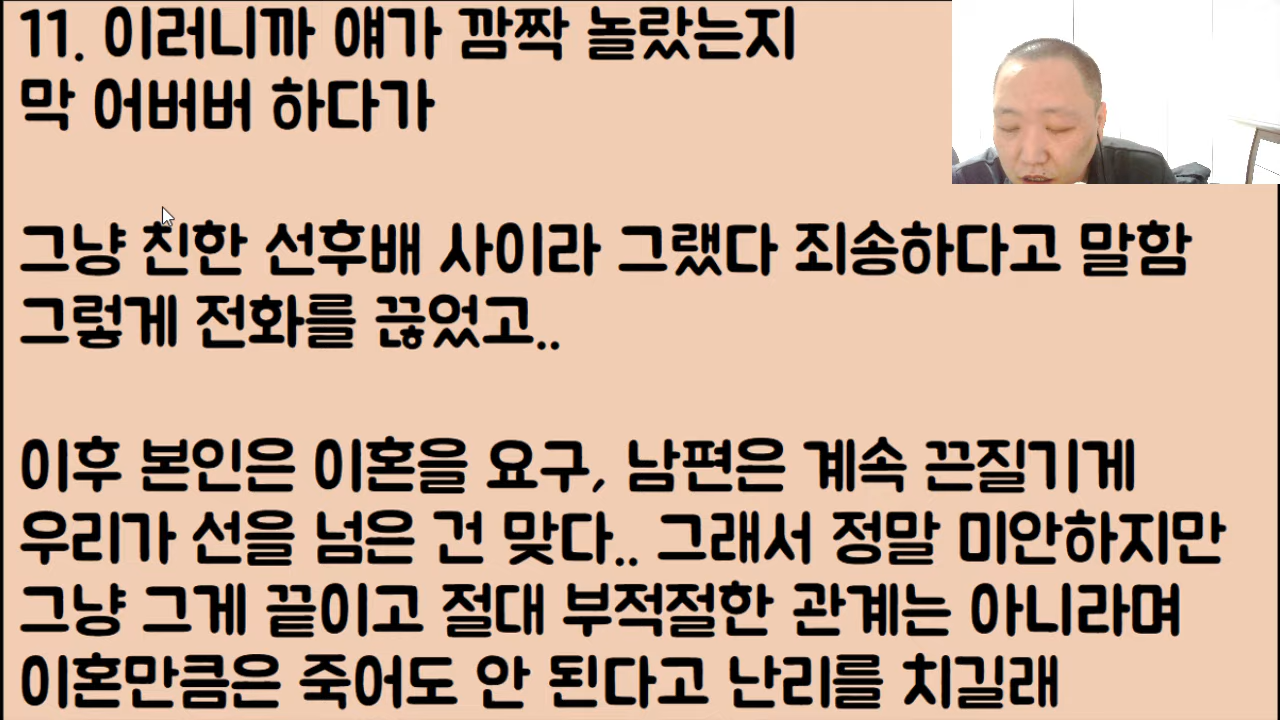 11. 이러니까 얘가 깜짝 놀랐는지
막 어버버 하다가
그냥 친한 선후배 사이라 그랬다 죄송하다고 말함
그렇게 전화를 끊었고..
이후 본인은 이혼을 요구, 남편은 계속 끈질기게
우리가 선을 넘은 건 맞다.. 그래서 정말 미안하지만
그냥 그게 끝이고 절대 부적절한 관계는 아니라며
이혼만큼은 죽어도 안 된다고 난리를 치길래